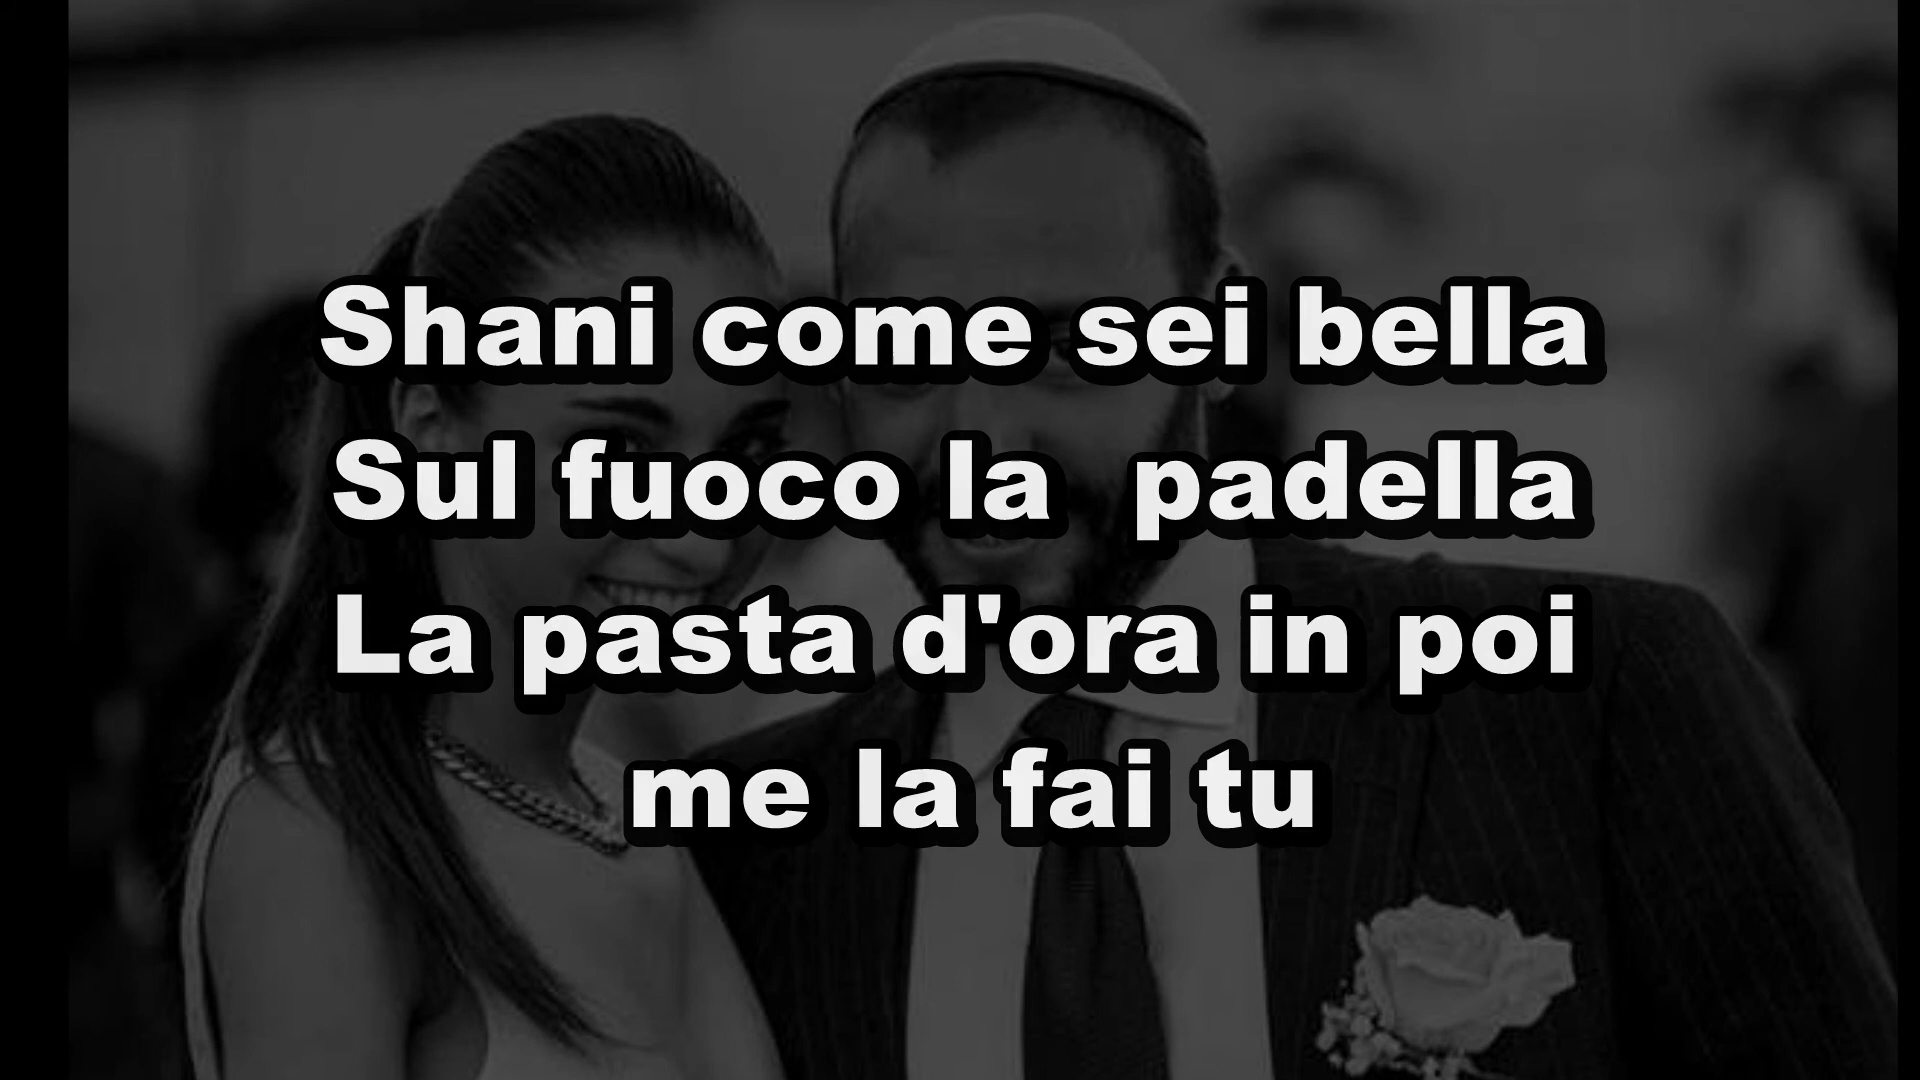 Shani come sei bella
Sul fuoco la  padella
La pasta d'ora in poi
me la fai tu